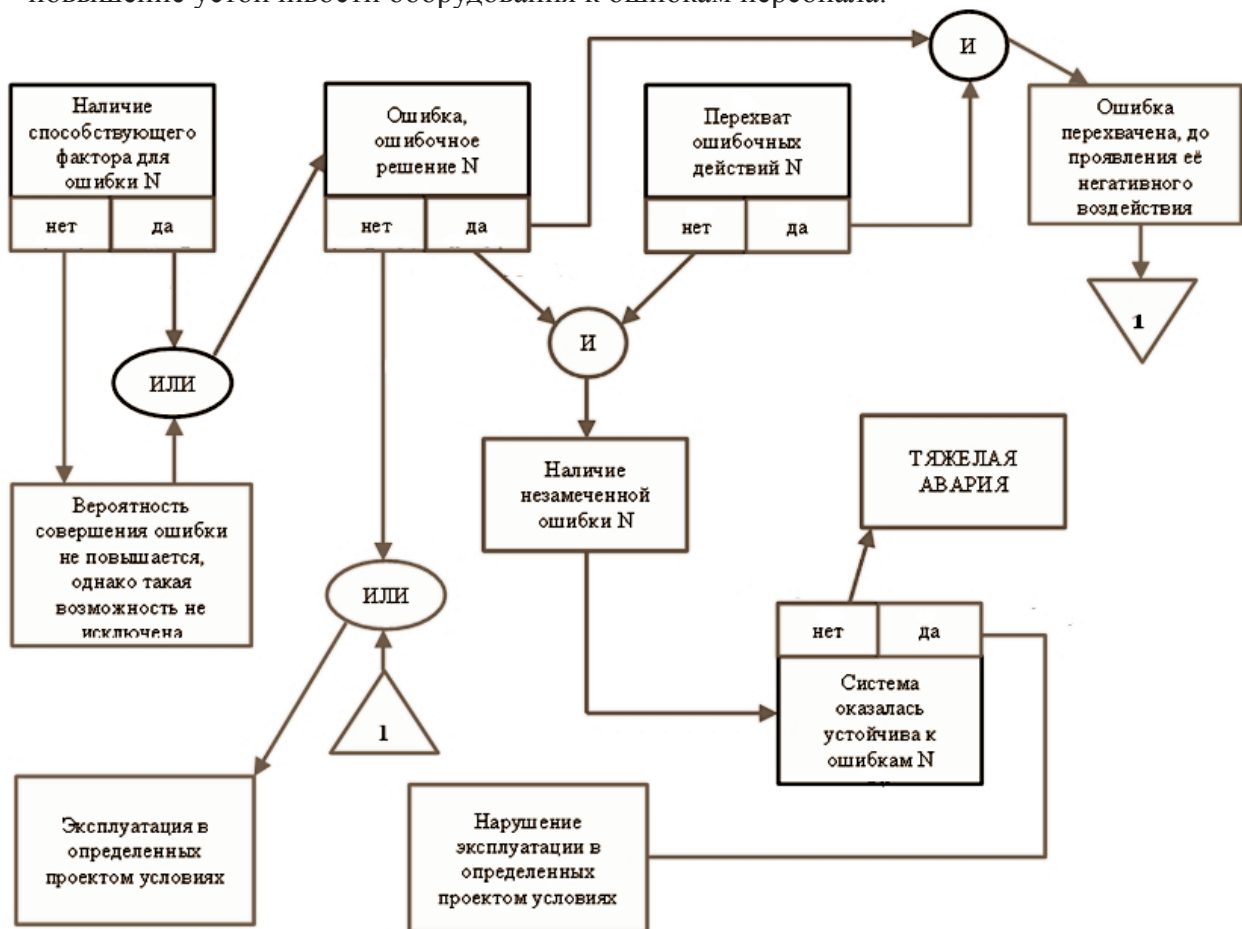 повышение устойчивости оборудования к ошибкам персонала.
И
Наличие
способствующего
фактора для
ошибки N
нет
да
Ошибка,
ошибочное
решение N
нет
да
Перехват
ошибочных
действий N
нет
да
Ошибка
перехвачена, до
проявления её
негативного
воздействия
1
ИЛИ
И
Вероятность
совершения ошибки
не повышается,
однако такая
возможность не
исключена
Наличие
незамеченной
ошибки N
ТЯЖЕЛАЯ
АВАРИЯ
ИЛИ
1
нет
да
Система
оказалась
устойчива к
ошибкам N
Эксплуатация в
определенных
проектом условиях
Нарушение
эксплуатации в
определенных
проектом условиях